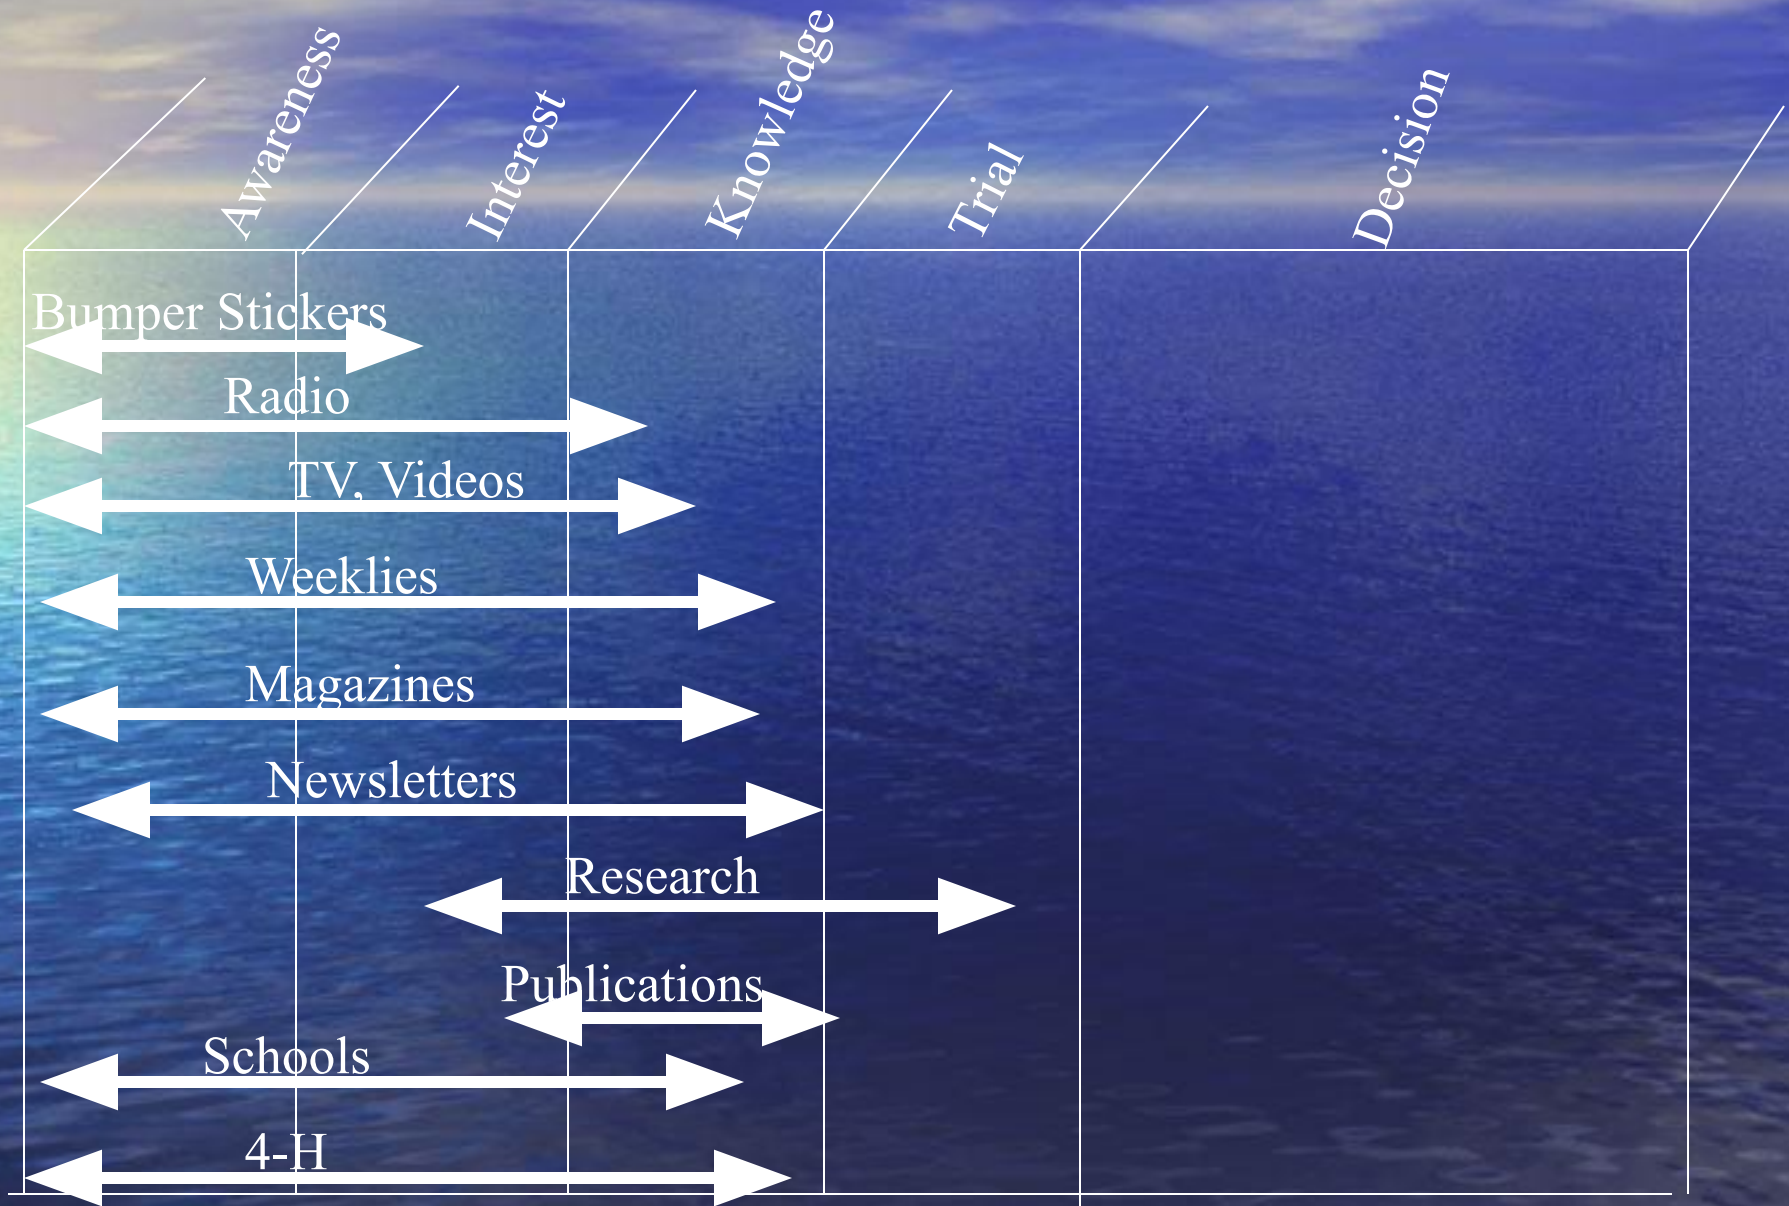 Awareness
Interest
Knowledge
Trial
Decision
Bumper Stickers
Radio
TV, Videos
Weeklies
Magazines
Newsletters
Research
Publications
Schools
4-H